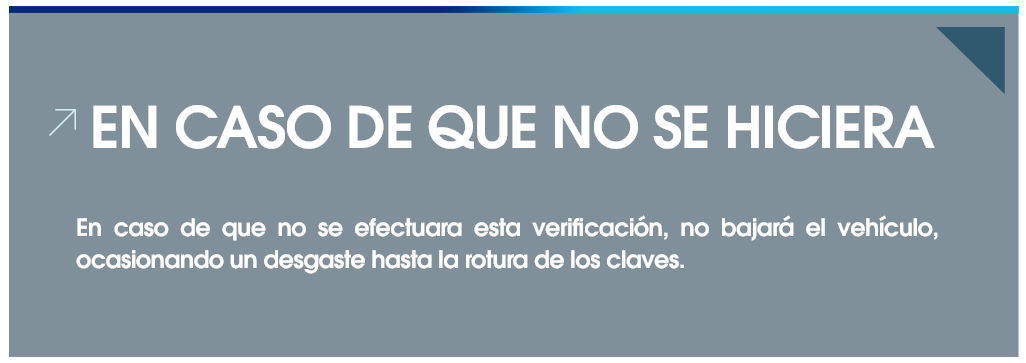 EN CASO DE QUE NO SE HICIERA
En caso de que no se efectuara esta verificación, no bajará el vehículo,
ocasionando un desgaste hasta la rotura de los claves.